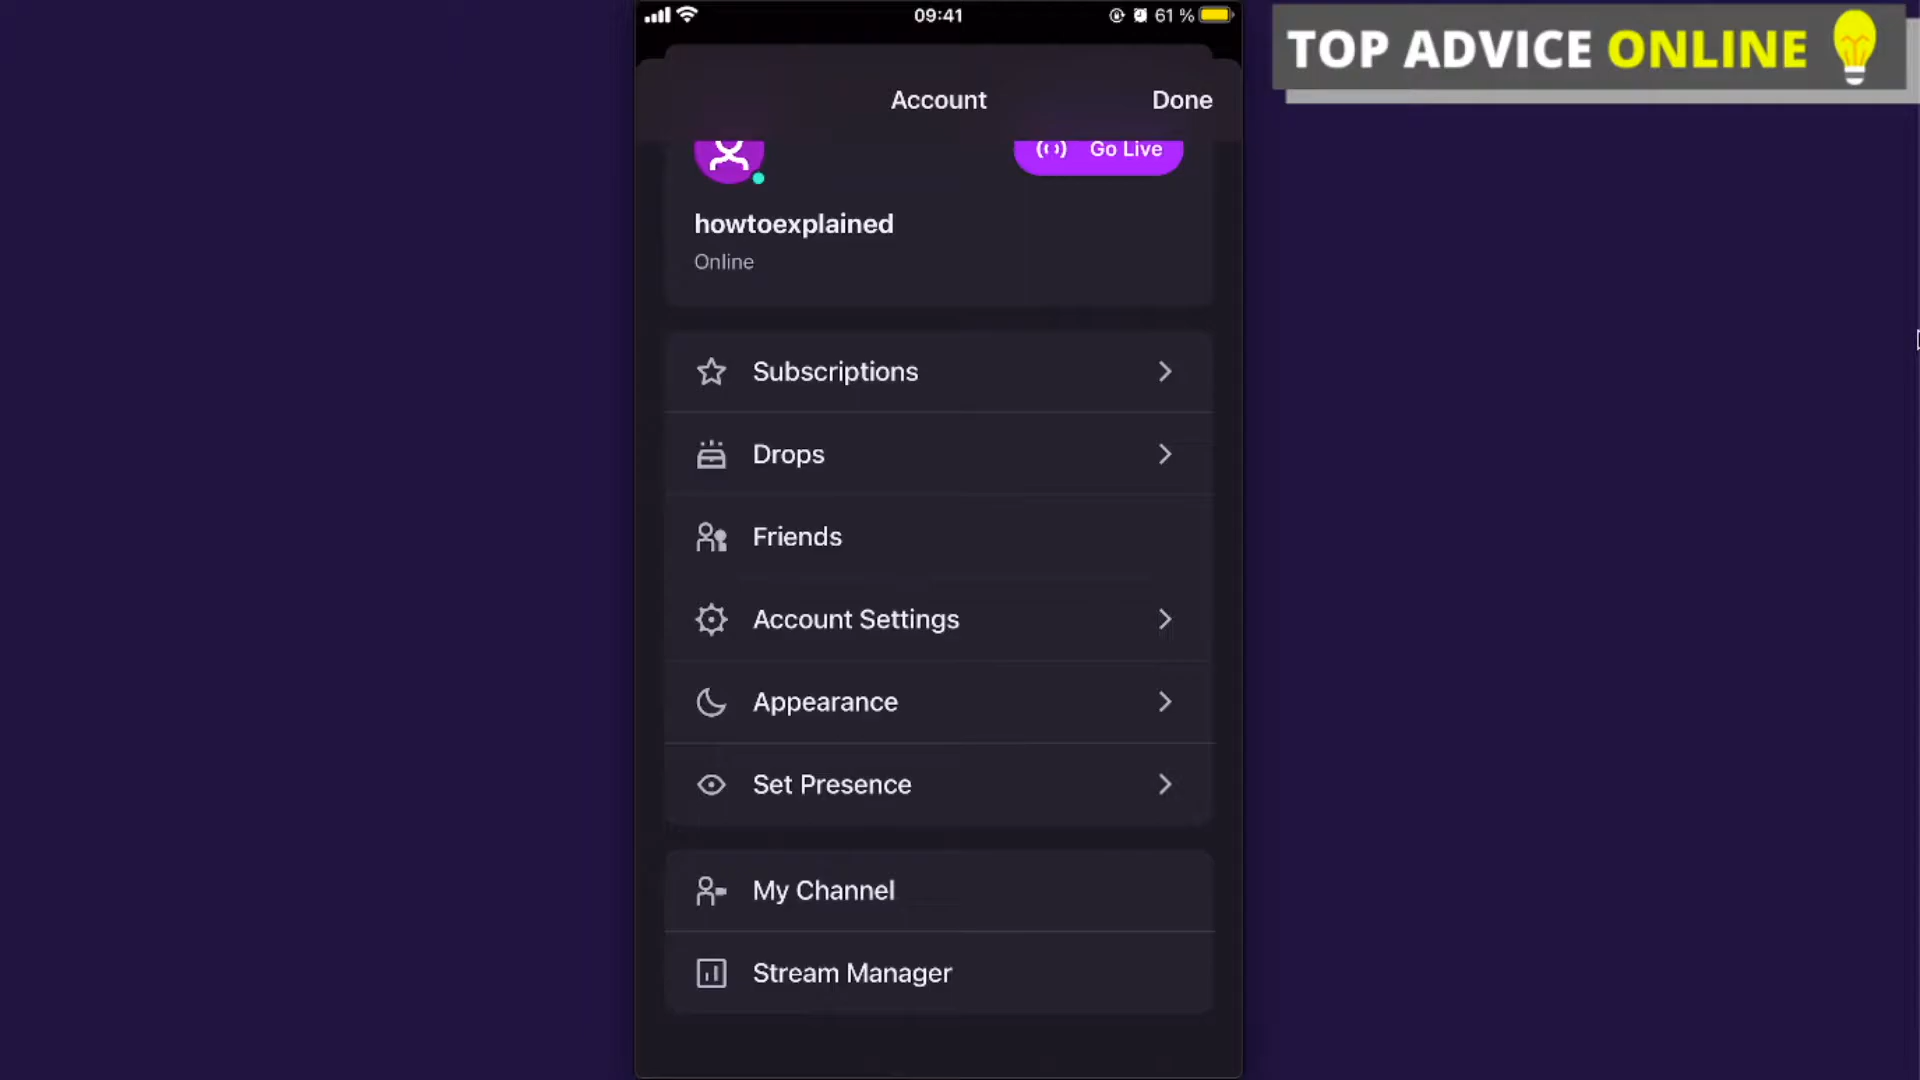 09:41
61 %
TOP ADVICE ONLINE
Account
Done
Go Live
howtoexplained
Online
Subscriptions
Drops
Friends
Account Settings
Appearance
Set Presence
My Channel
Stream Manager